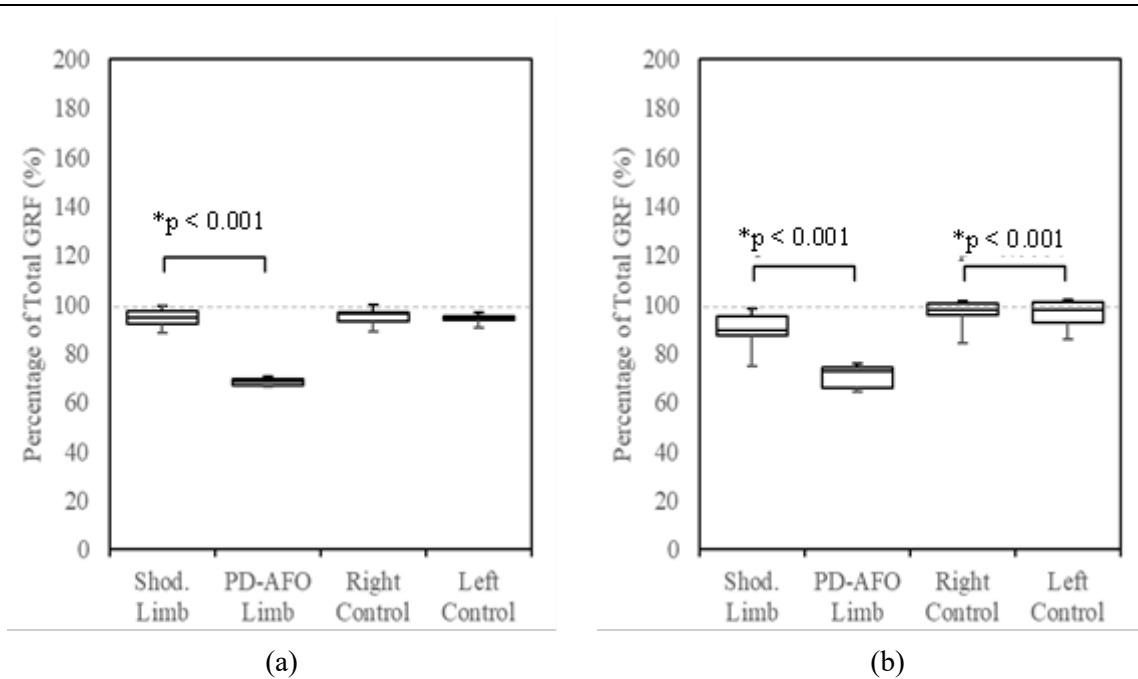 Percentage of Total GRF (%)
200
180
160
140
120
100
80
60
40
20
0
*p < 0.001
Shod.
Limb
PD-AFO
Limb
Right
Control
Left
Control
(a)
Percentage of Total GRF (%)
200
180
160
140
120
100
80
60
40
20
0
*p < 0.001
*p < 0.001
Shod.
Limb
PD-AFO
Limb
Right
Control
Left
Control
(b)